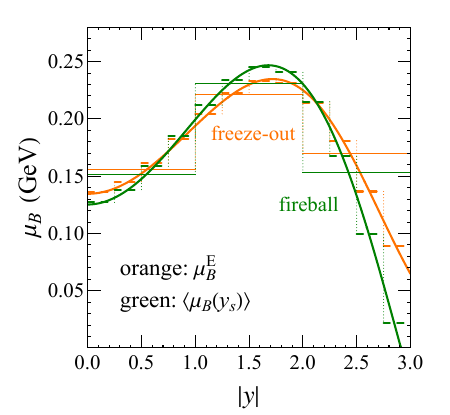 0.25
0.20
0.15
0.10
0.05
μ_B (GeV)
freeze-out
fireball
orange: μ_B^E
green: ⟨μ_B(y_s)⟩
0.0 0.5 1.0 1.5 2.0 2.5 3.0
|y|